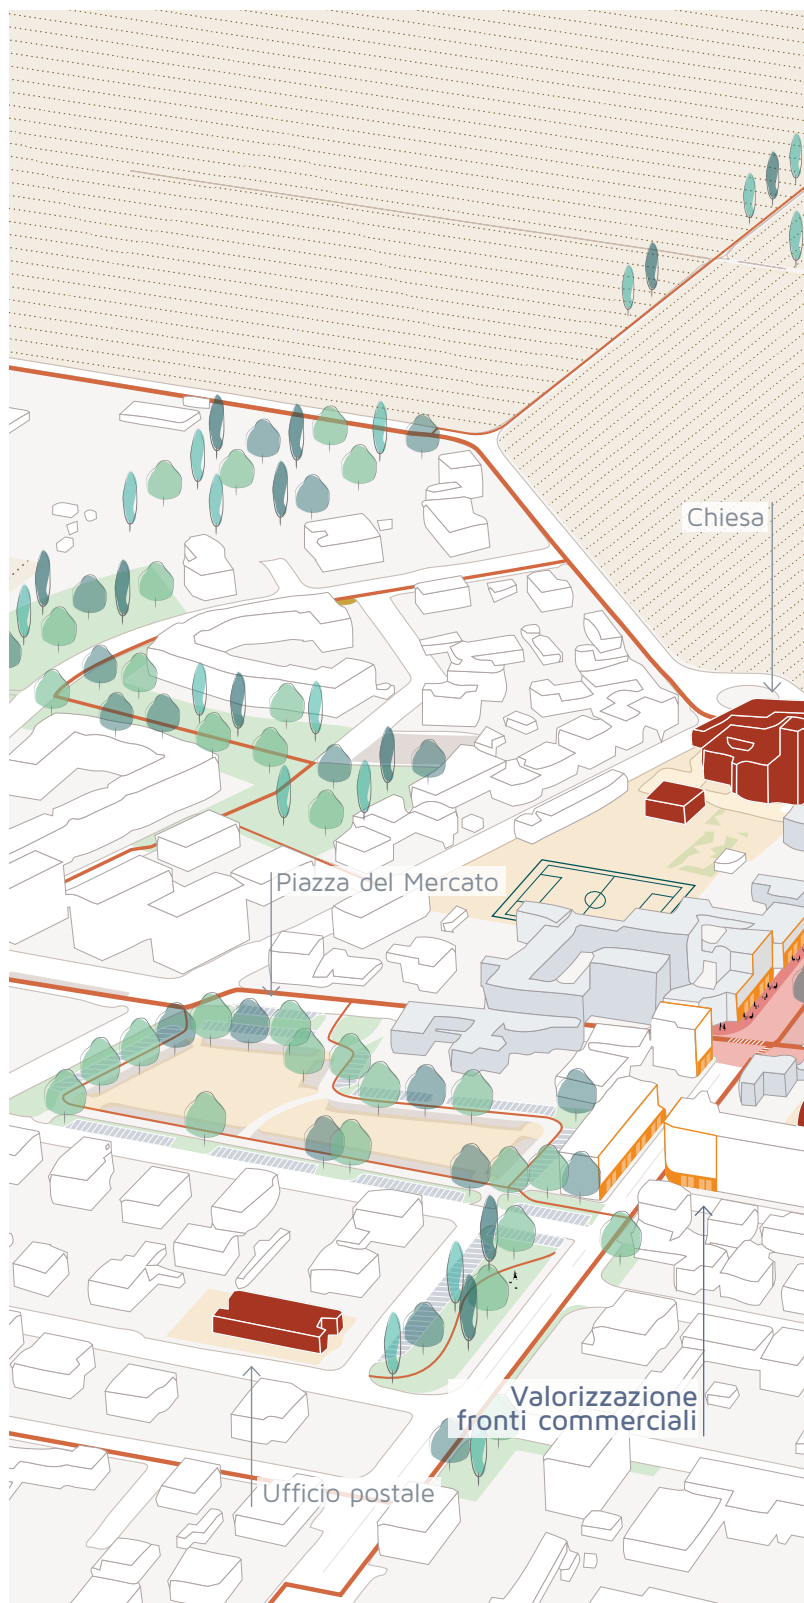 Chiesa
Piazza del Mercato
Valorizzazione
fronti commerciali
Ufficio postale